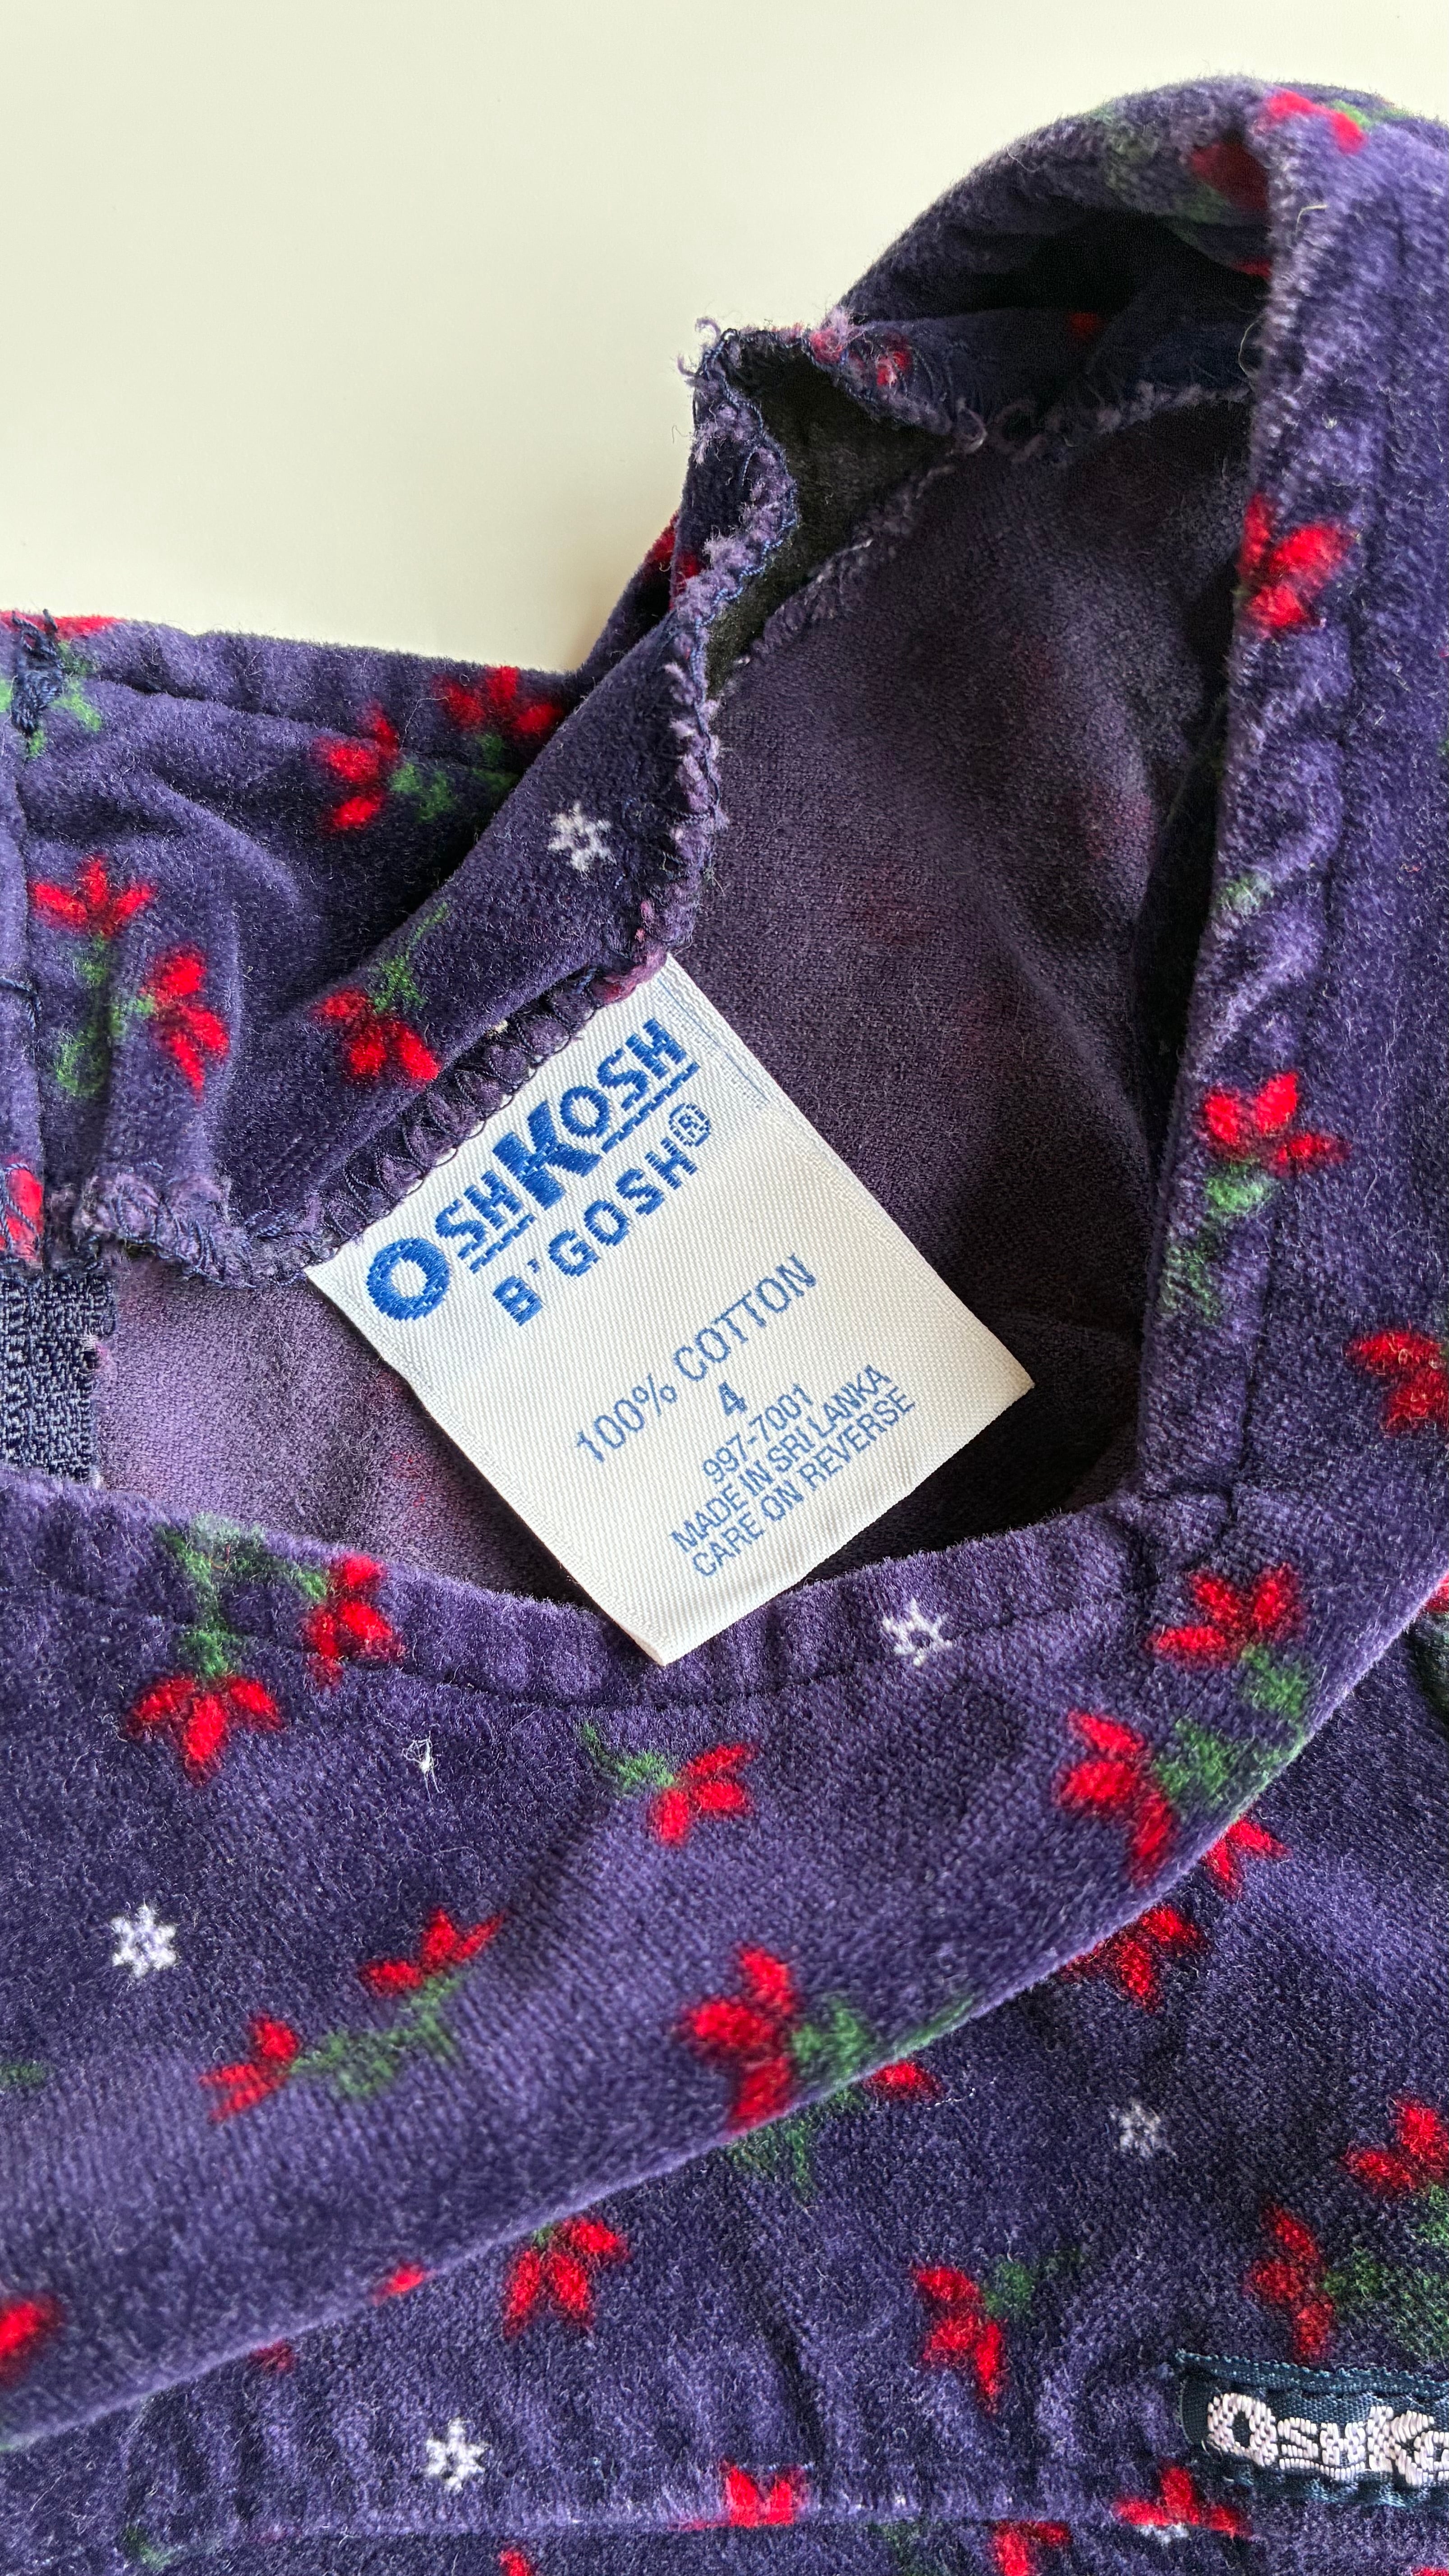 OSHKOSH
B'GOSH®
100% COTTON
4
997-7001
MADE IN SRI LANKA
CARE ON REVERSE
OshKo